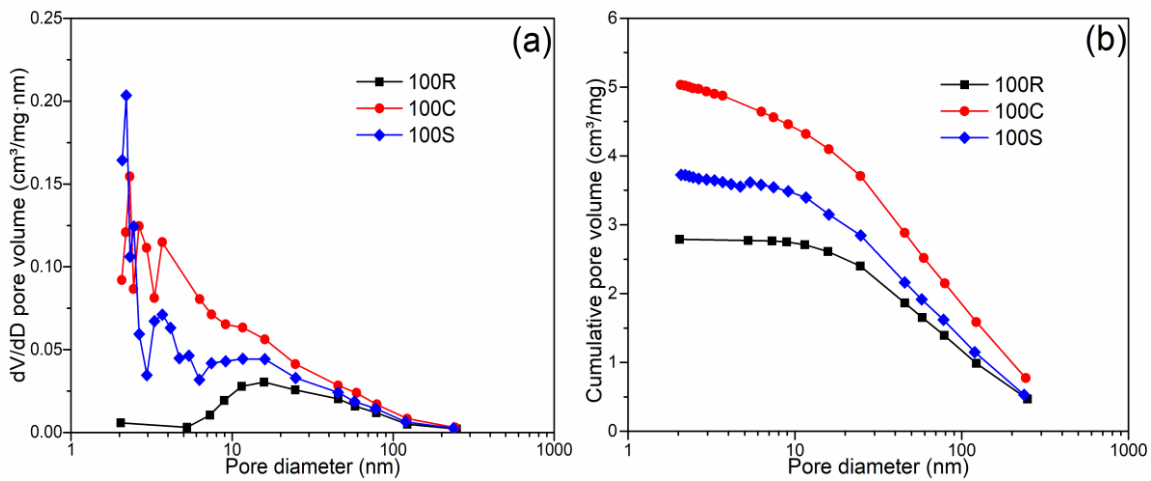 (a)
100R
100C
100S
dV/dD pore volume (cm³/mg·nm)
0.25
0.20
0.15
0.10
0.05
0.00
1
10
100
1000
Pore diameter (nm)
(b)
100R
100C
100S
Cumulative pore volume (cm³/mg)
6
5
4
3
2
1
0
1
10
100
1000
Pore diameter (nm)